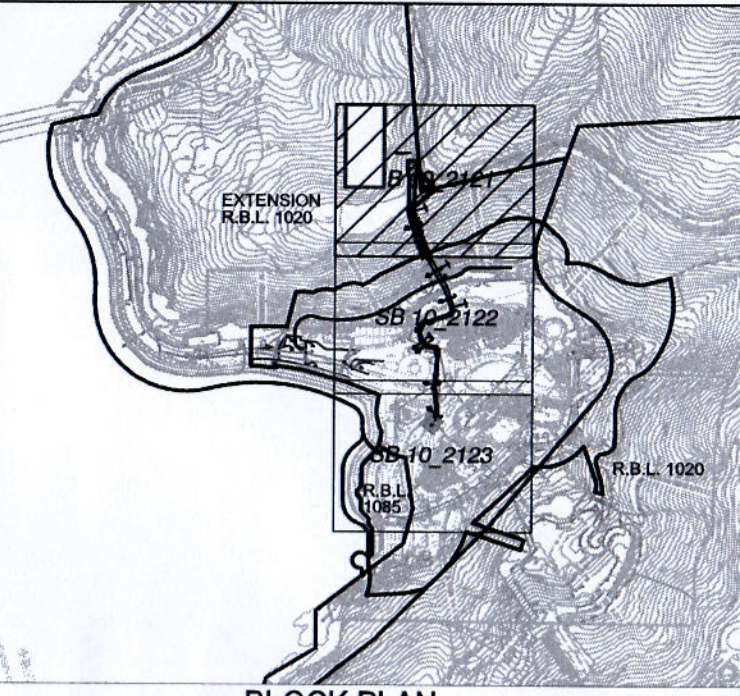 EXTENSION
R.B.L. 1020
SB 10_2122
SB 10_2123
R.B.L. 1020
R.B.L.
1085
BLOCK PLAN